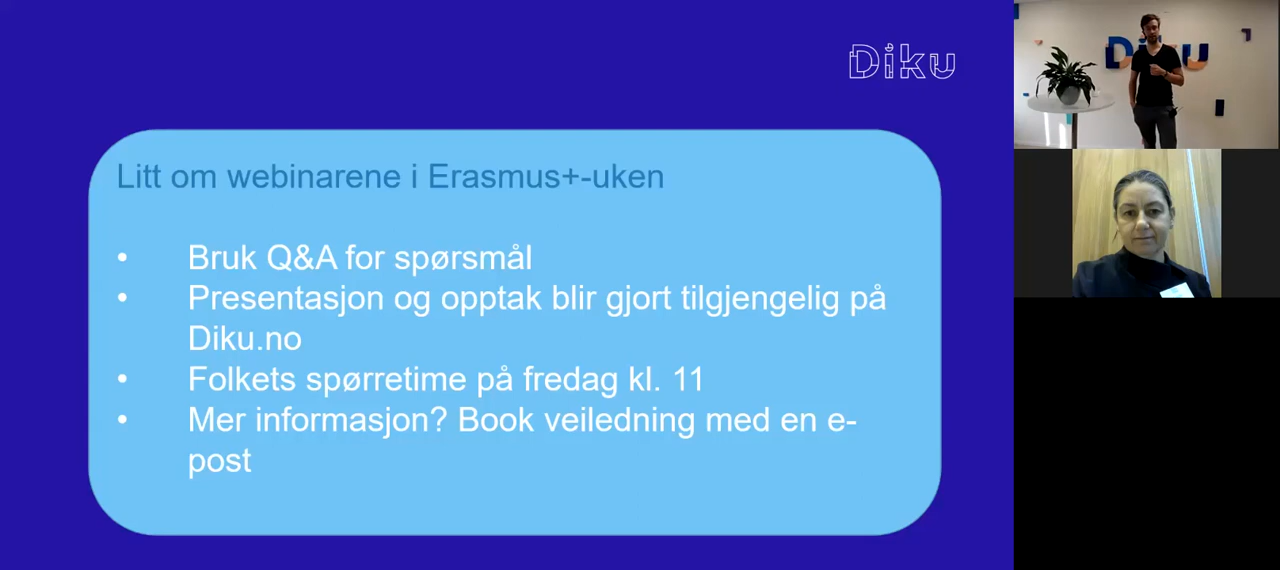 Diku
Litt om webinarene i Erasmus+-uken
• Bruk Q&A for spørsmål
• Presentasjon og opptak blir gjort tilgjengelig på
Diku.no
• Folkets spørretime på fredag kl. 11
• Mer informasjon? Book veiledning med en e-
post
Diku